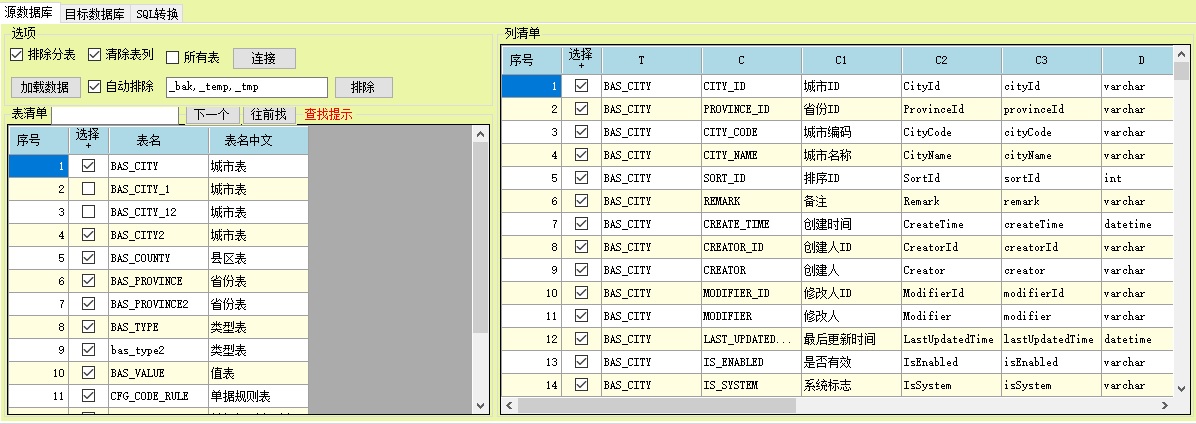 源数据库 目标数据库 SQL转换
选项
排除分表 清除表列 所有表 连接
加载数据 自动排除 _bak,_temp,_tmp 排除
表清单 下一个 往前找 查找提示
序号 选择+ 表名 表名中文
1 BAS_CITY 城市表
2 BAS_CITY_1 城市表
3 BAS_CITY_12 城市表
4 BAS_CITY2 城市表
5 BAS_COUNTY 县区表
6 BAS_PROVINCE 省份表
7 BAS_PROVINCE2 省份表
8 BAS_TYPE 类型表
9 bas_type2 类型表
10 BAS_VALUE 值表
11 CFG_CODE_RULE 单据规则表
列清单
序号 选择+ T C C1 C2 C3 D
1 BAS_CITY CITY_ID 城市ID CityId cityId varchar
2 BAS_CITY PROVINCE_ID 省份ID ProvinceId provinceId varchar
3 BAS_CITY CITY_CODE 城市编码 CityCode cityCode varchar
4 BAS_CITY CITY_NAME 城市名称 CityName cityName varchar
5 BAS_CITY SORT_ID 排序ID SortId sortId int
6 BAS_CITY REMARK 备注 Remark remark varchar
7 BAS_CITY CREATE_TIME 创建时间 CreateTime createTime datetime
8 BAS_CITY CREATOR_ID 创建人ID CreatorId creatorId varchar
9 BAS_CITY CREATOR 创建人 Creator creator varchar
10 BAS_CITY MODIFIER_ID 修改人ID ModifierId modifierId varchar
11 BAS_CITY MODIFIER 修改人 Modifier modifier varchar
12 BAS_CITY LAST_UPDATED... 最后更新时间 LastUpdatedTime lastUpdatedTime datetime
13 BAS_CITY IS_ENABLED 是否有效 IsEnabled isEnabled varchar
14 BAS_CITY IS_SYSTEM 系统标志 IsSystem isSystem varchar